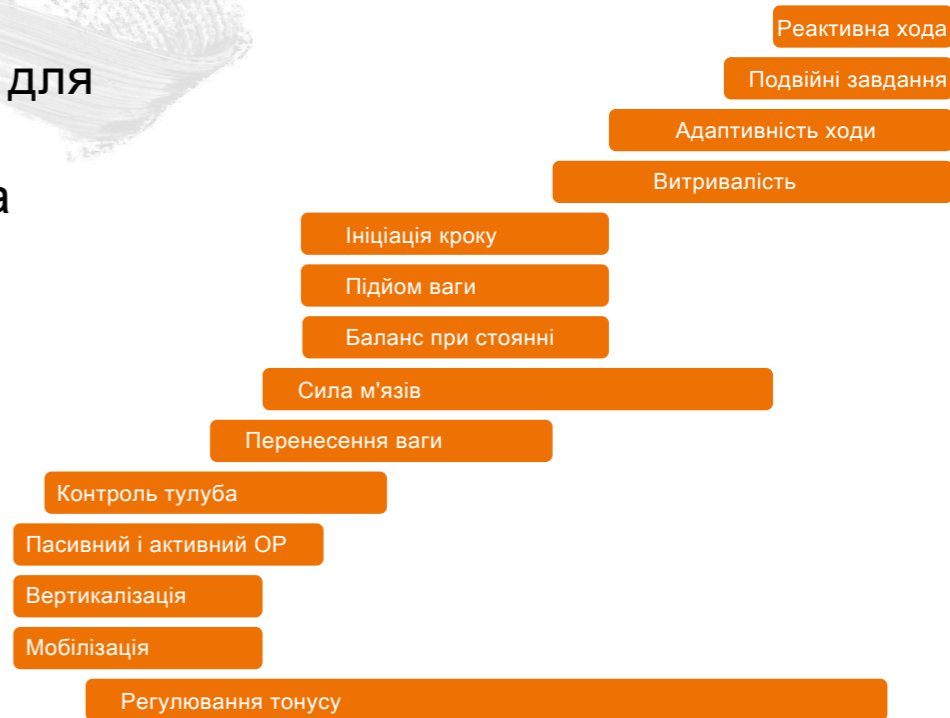 для
а
Реактивна хода
Подвійні завдання
Адаптивність ходи
Витривалість
Ініціація кроку
Підйом ваги
Баланс при стоянні
Сила м'язів
Перенесення ваги
Контроль тулуба
Пасивний і активний ОР
Вертикалізація
Мобілізація
Регулювання тонусу